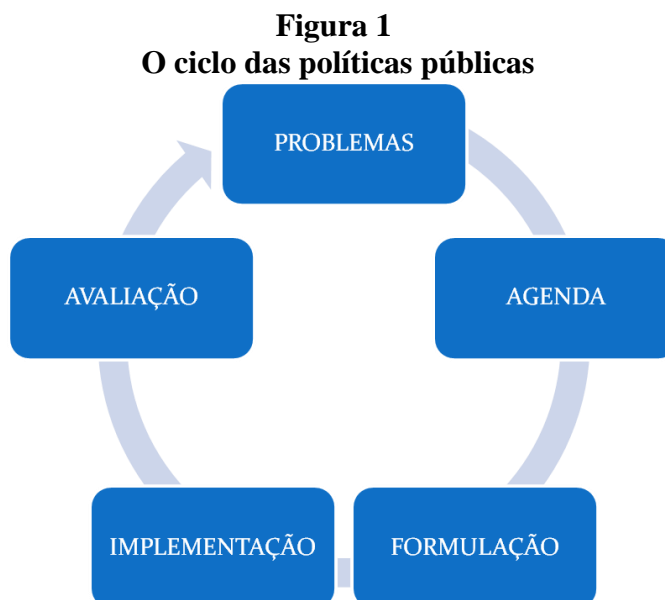 Figura 1
O ciclo das políticas públicas
PROBLEMAS
AGENDA
FORMULAÇÃO
IMPLEMENTAÇÃO
AVALIAÇÃO